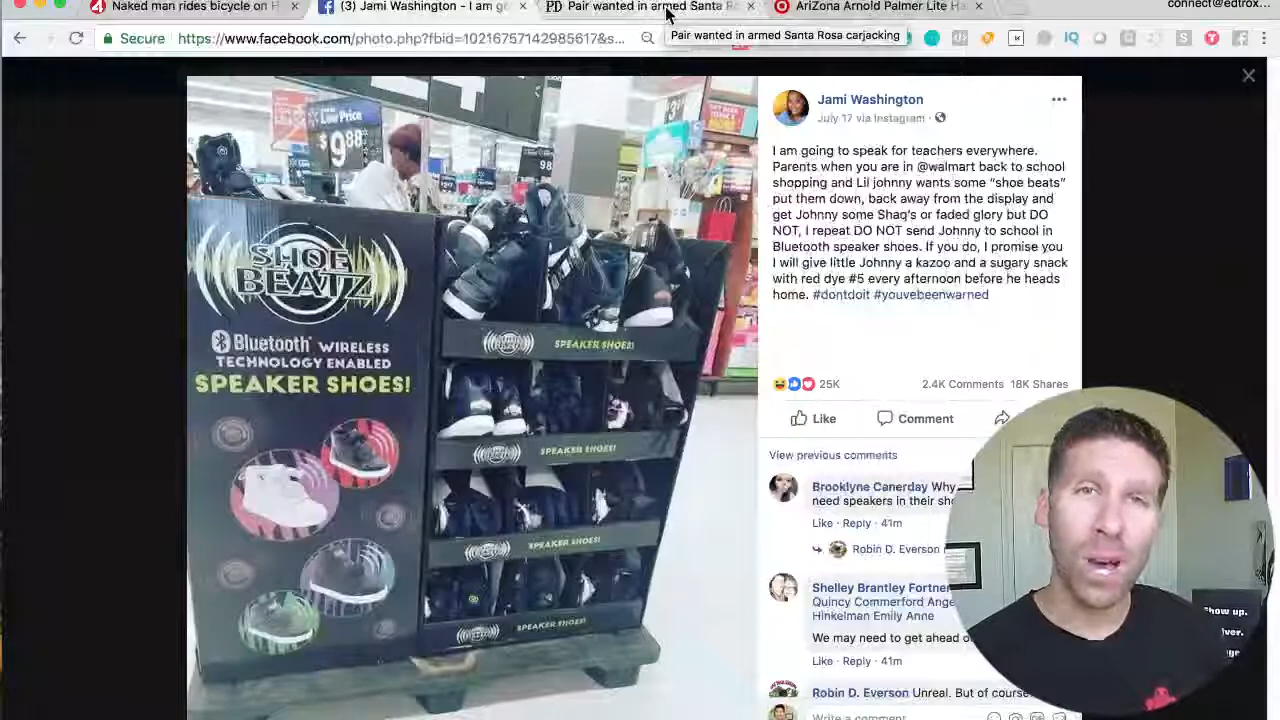 Naked man rides bicycle on
(3) Jami Washington - I am g
PD Pair wanted in armed Santa
AriZona Arnold Palmer Lite Ha
connect@edtrox
Secure
https://www.facebook.com/photo.php?fbid=10216757142985617&s...
Pair wanted in armed Santa Rosa carjacking
Low Price
$9.88
98
SHOE
BEATZ
Bluetooth WIRELESS
TECHNOLOGY ENABLED
SPEAKER SHOES!
SPEAKER SHOES!
SPEAKER SHOES!
SPEAKER SHOES!
SPEAKER SHOES!
Jami Washington
July 17 via Instagram ·
I am going to speak for teachers everywhere.
Parents when you are in @walmart back to school
shopping and Lil johnny wants some “shoe beats”
put them down, back away from the display and
get Johnny some Shaq's or faded glory but DO
NOT, I repeat DO NOT send Johnny to school in
Bluetooth speaker shoes. If you do, I promise you
I will give little Johnny a kazoo and a sugary snack
with red dye #5 every afternoon before he heads
home. #dontdoit #youvebeenwarned
25K
2.4K Comments 18K Shares
Like
Comment
View previous comments
Brooklyne Canerday Why
need speakers in their sh
Like · Reply · 41m
Robin D. Everson
Shelley Brantley Fortner
Quincy Commerford Ange
Hinkelman Emily Anne
We may need to get ahead o
Like · Reply · 41m
Robin D. Everson Unreal. But of course
Write a comment